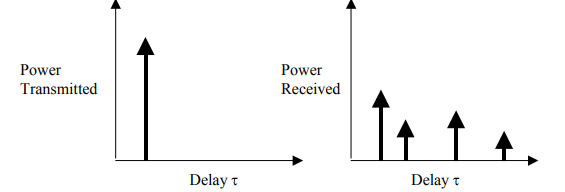 Power
Transmitted
Delay τ
Power
Received
Delay τ